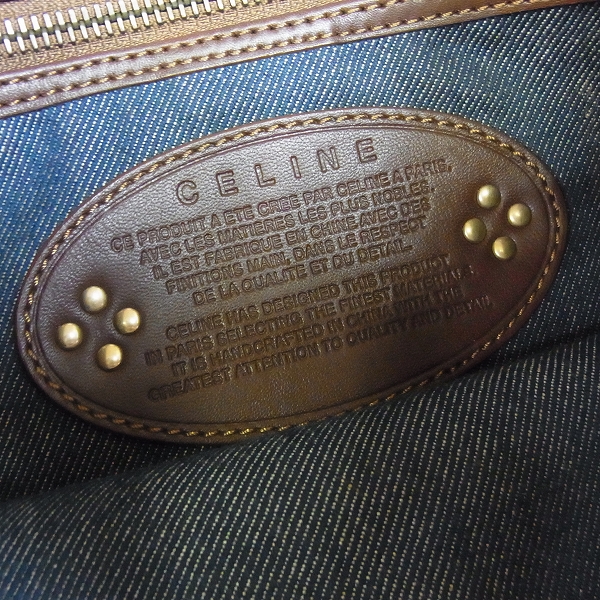 CELINE
CE PRODUIT A ETE CREE PAR CELINE A PARIS,
AVEC LES MATIÈRES LES PLUS NOBLES.
IL EST FABRIQUE EN CHINE AVEC DES
FINITIONS MAIN, DANS LE RESPECT
DE LA QUALITE ET DU DETAIL.
CELINE HAS DESIGNED THIS PRODUCT
IN PARIS SELECTING THE FINEST MATERIALS.
IT IS HANDCRAFTED IN CHINA WITH THE
GREATEST ATTENTION TO QUALITY AND DETAIL.